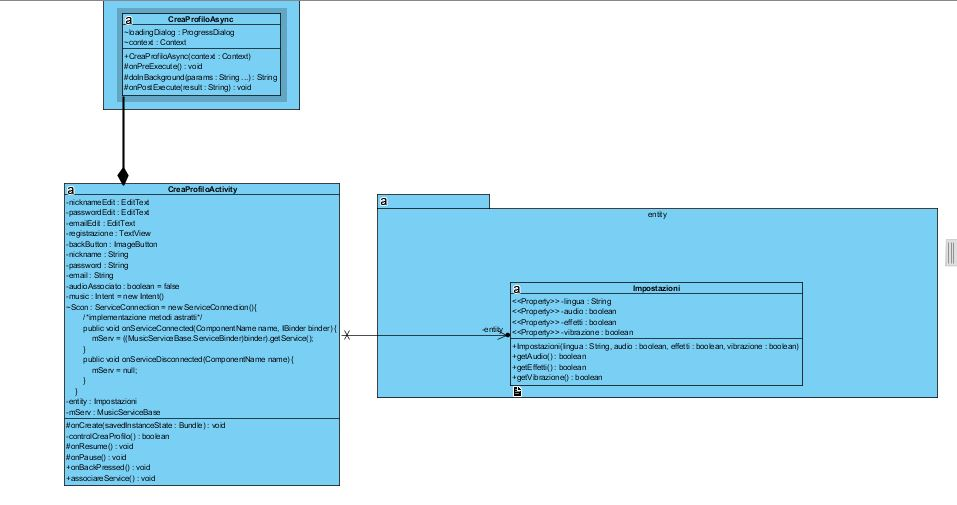 a
CreaProfiloAsync
~loadingDialog : ProgressDialog
~context : Context
+CreaProfiloAsync(context : Context)
#onPreExecute() : void
#doInBackground(params : String ...) : String
#onPostExecute(result : String) : void
a
CreaProfiloActivity
-nicknameEdit : EditText
-passwordEdit : EditText
-emailEdit : EditText
-registrazione : TextView
-backButton : ImageButton
-nickname : String
-password : String
-email : String
-audioAssociato : boolean = false
-music : Intent = new Intent()
~Scon : ServiceConnection = new ServiceConnection(){
/*implementazione metodi astratti*/
public void onServiceConnected(ComponentName name, IBinder binder) {
mServ = ((MusicServiceBase.ServiceBinder)binder).getService();
}
public void onServiceDisconnected(ComponentName name) {
mServ = null;
}
}
-entity : Impostazioni
-mServ : MusicServiceBase
#onCreate(savedInstanceState : Bundle) : void
-controlCreaProfilo() : boolean
#onResume() : void
#onPause() : void
+onBackPressed() : void
+associareService() : void
a
entity
-entity
a
Impostazioni
<<Property>> -lingua : String
<<Property>> -audio : boolean
<<Property>> -effetti : boolean
<<Property>> -vibrazione : boolean
+Impostazioni(lingua : String, audio : boolean, effetti : boolean, vibrazione : boolean)
+getAudio() : boolean
+getEffetti() : boolean
+getVibrazione() : boolean